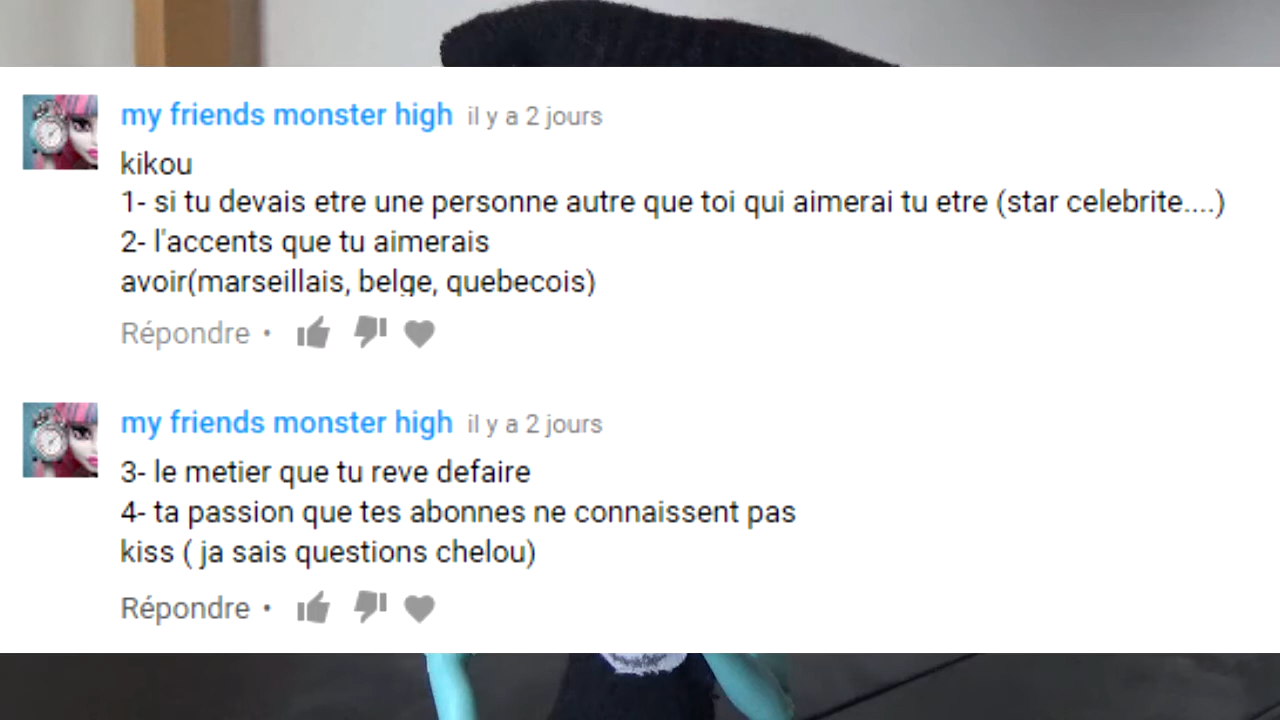 my friends monster high il y a 2 jours
kikou
1- si tu devais etre une personne autre que toi qui aimerai tu etre (star celebrite....)
2- l'accents que tu aimerais
avoir(marseillais, belge, quebecois)
Répondre •
my friends monster high il y a 2 jours
3- le metier que tu reve defaire
4- ta passion que tes abonnes ne connaissent pas
kiss ( ja sais questions chelou)
Répondre •